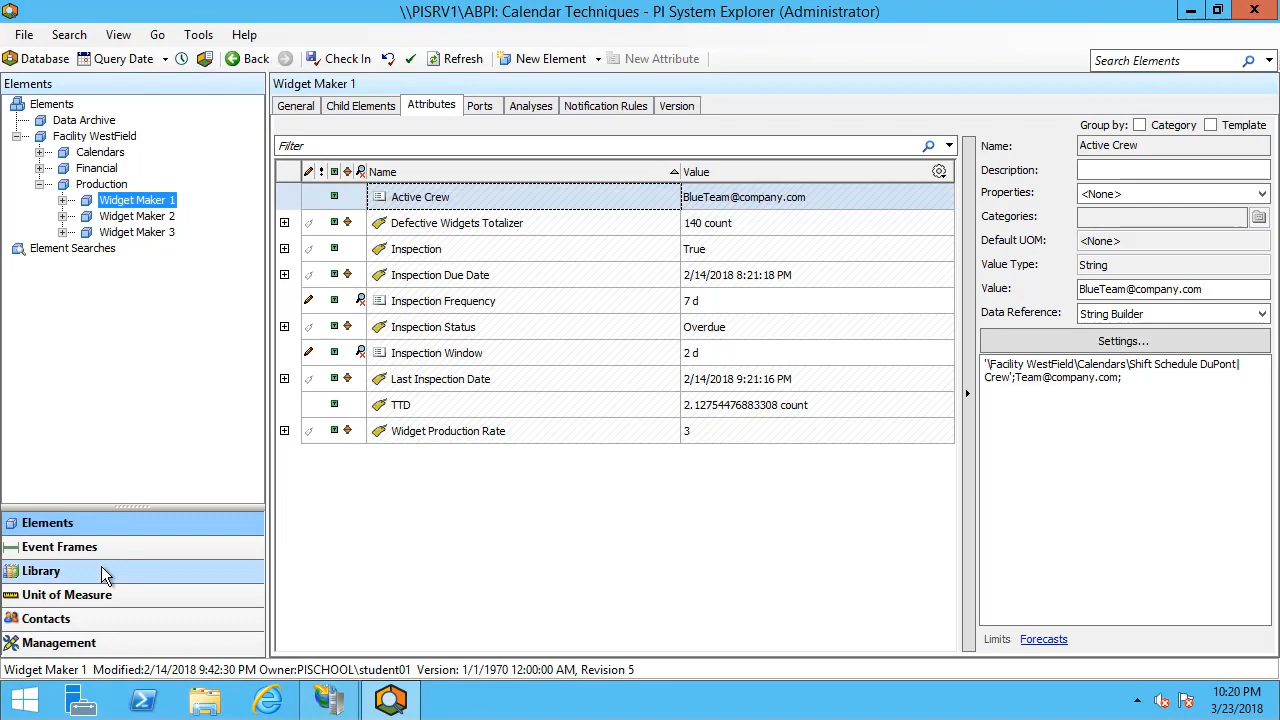 \\PISRV1\ABPI: Calendar Techniques - PI System Explorer (Administrator)
File Search View Go Tools Help
Database Query Date Back Check In Refresh New Element New Attribute Search Elements
Elements
Elements
Data Archive
Facility WestField
Calendars
Financial
Production
Widget Maker 1
Widget Maker 2
Widget Maker 3
Element Searches
Elements
Event Frames
Library
Unit of Measure
Contacts
Management
Widget Maker 1
General Child Elements Attributes Ports Analyses Notification Rules Version
Filter
Name Value
Active Crew BlueTeam@company.com
Defective Widgets Totalizer 140 count
Inspection True
Inspection Due Date 2/14/2018 8:21:18 PM
Inspection Frequency 7 d
Inspection Status Overdue
Inspection Window 2 d
Last Inspection Date 2/14/2018 9:21:16 PM
TTD 2.12754476883308 count
Widget Production Rate 3
Group by: Category Template
Name: Active Crew
Description:
Properties: <None>
Categories:
Default UOM: <None>
Value Type: String
Value: BlueTeam@company.com
Data Reference: String Builder
Settings...
'\Facility WestField\Calendars\Shift Schedule DuPont|
Crew';Team@company.com;
Limits Forecasts
Widget Maker 1 Modified:2/14/2018 9:42:30 PM Owner:PISCHOOL\student01 Version: 1/1/1970 12:00:00 AM, Revision 5
10:20 PM
3/23/2018